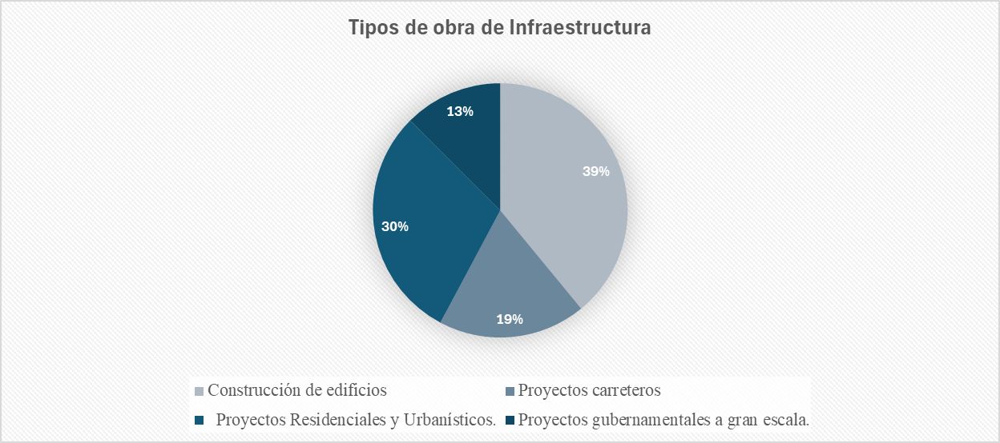 Tipos de obra de Infraestructura
13%
39%
30%
19%
Construcción de edificios
Proyectos carreteros
Proyectos Residenciales y Urbanísticos.
Proyectos gubernamentales a gran escala.